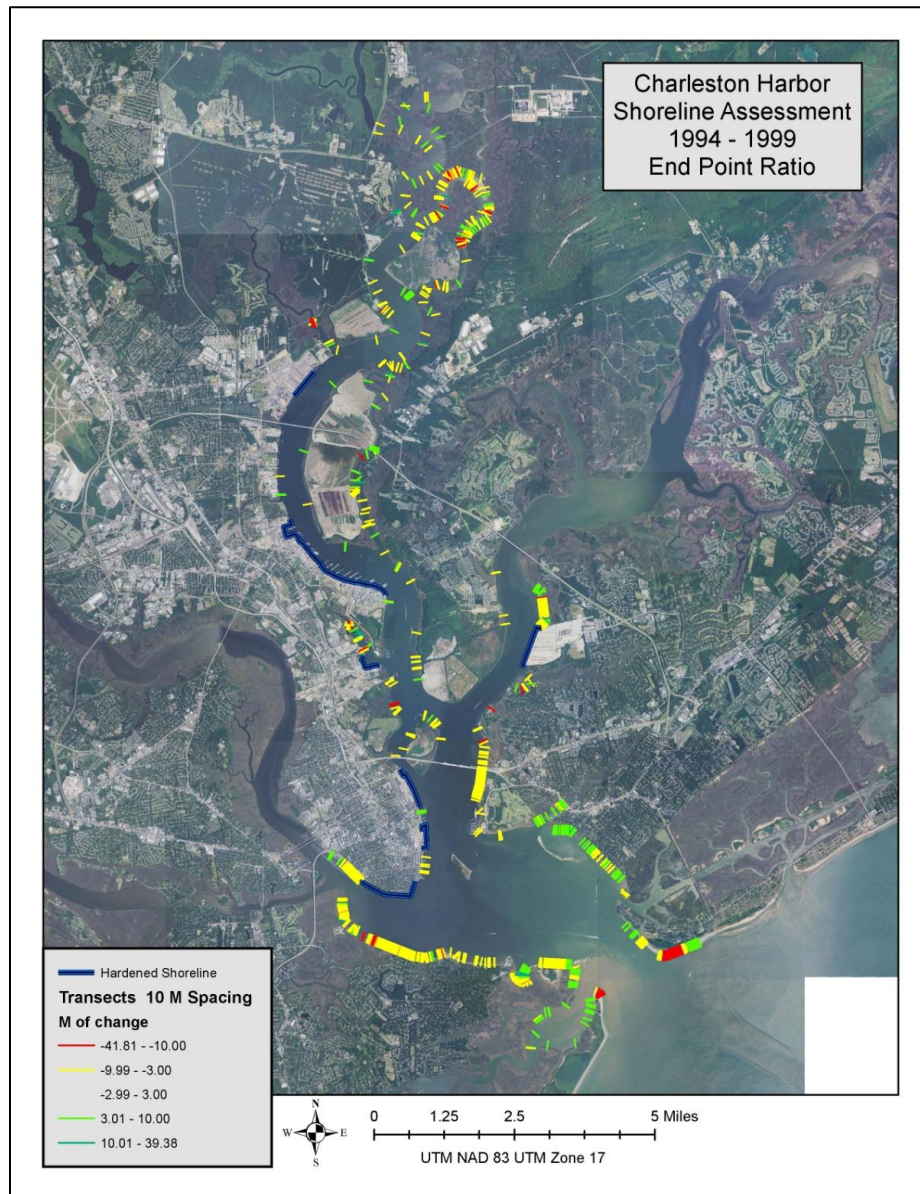 Charleston Harbor
Shoreline Assessment
1994 - 1999
End Point Ratio
Hardened Shoreline
Transects 10 M Spacing
M of change
-41.81 - -10.00
-9.99 - -3.00
-2.99 - 3.00
3.01 - 10.00
10.01 - 39.38
N
W E
S
0 1.25 2.5 5 Miles
UTM NAD 83 UTM Zone 17